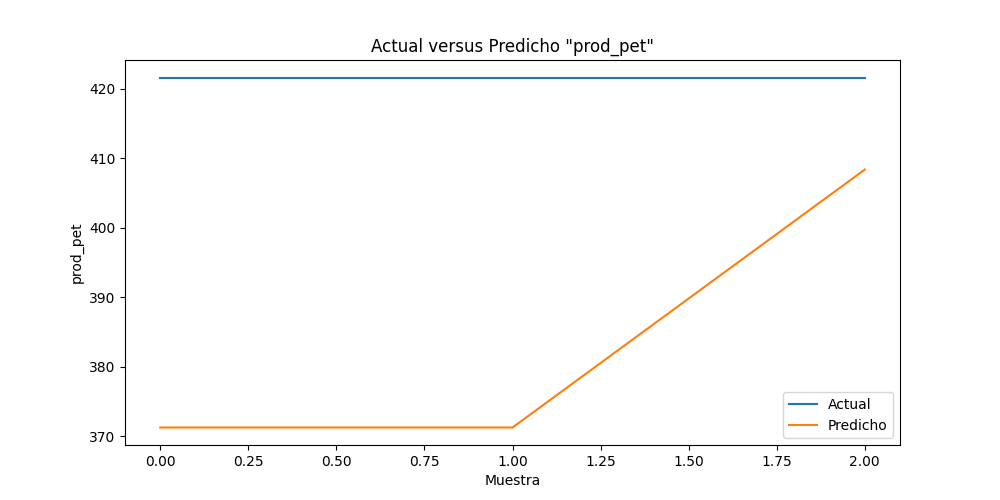 Actual versus Predicho "prod_pet"
prod_pet
420
410
400
390
380
370
0.00 0.25 0.50 0.75 1.00 1.25 1.50 1.75 2.00
Muestra
Actual
Predicho